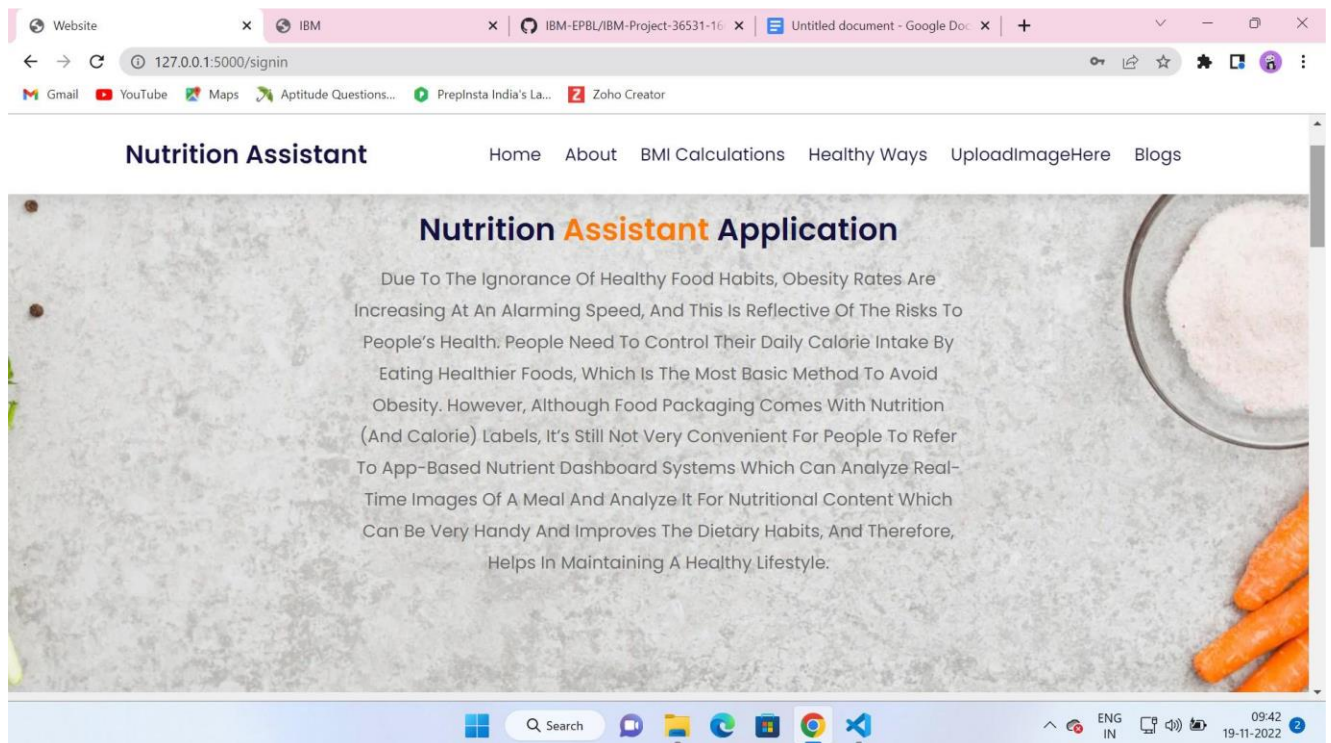 Website
IBM
IBM-EPBL/IBM-Project-36531-16
Untitled document - Google Doc
127.0.0.1:5000/signin
Gmail YouTube Maps Aptitude Questions... PrepInsta India's La... Zoho Creator
Nutrition Assistant
Home About BMI Calculations Healthy Ways UploadImageHere Blogs
Nutrition Assistant Application
Due To The Ignorance Of Healthy Food Habits, Obesity Rates Are
Increasing At An Alarming Speed, And This Is Reflective Of The Risks To
People's Health. People Need To Control Their Daily Calorie Intake By
Eating Healthier Foods, Which Is The Most Basic Method To Avoid
Obesity. However, Although Food Packaging Comes With Nutrition
(And Calorie) Labels, It's Still Not Very Convenient For People To Refer
To App-Based Nutrient Dashboard Systems Which Can Analyze Real-
Time Images Of A Meal And Analyze It For Nutritional Content Which
Can Be Very Handy And Improves The Dietary Habits, And Therefore,
Helps In Maintaining A Healthy Lifestyle.
Search
ENG
IN
09:42
19-11-2022
2